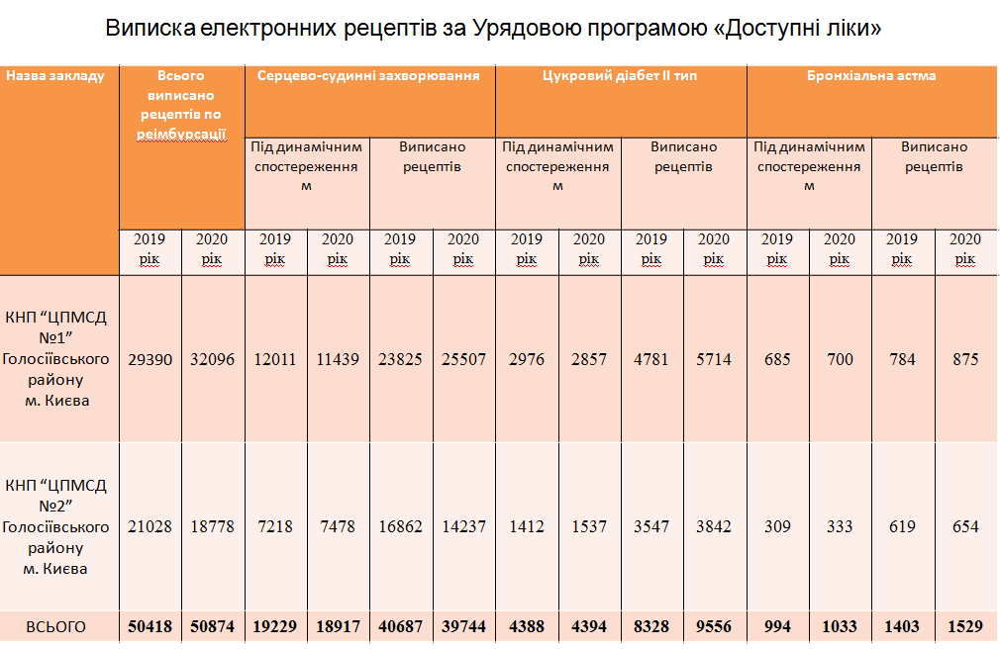 Виписка електронних рецептів за Урядовою програмою «Доступні ліки»
Назва закладу
Всього
виписано
рецептів по
реімбурсації
Серцево-судинні захворювання
Цукровий діабет ІІ тип
Бронхіальна астма
Під динамічним
спостереження
м
Виписано
рецептів
Під динамічним
спостереження
м
Виписано
рецептів
Під динамічним
спостереження
м
Виписано
рецептів
2019 рік
2020 рік
2019 рік
2020 рік
2019 рік
2020 рік
2019 рік
2020 рік
2019 рік
2020 рік
2019 рік
2020 рік
2019 рік
2020 рік
КНП “ЦПМСД
№1”
Голосіївського
району
м. Києва
29390 32096 12011 11439 23825 25507 2976 2857 4781 5714 685 700 784 875
КНП “ЦПМСД
№2”
Голосіївського
району
м. Києва
21028 18778 7218 7478 16862 14237 1412 1537 3547 3842 309 333 619 654
ВСЬОГО 50418 50874 19229 18917 40687 39744 4388 4394 8328 9556 994 1033 1403 1529